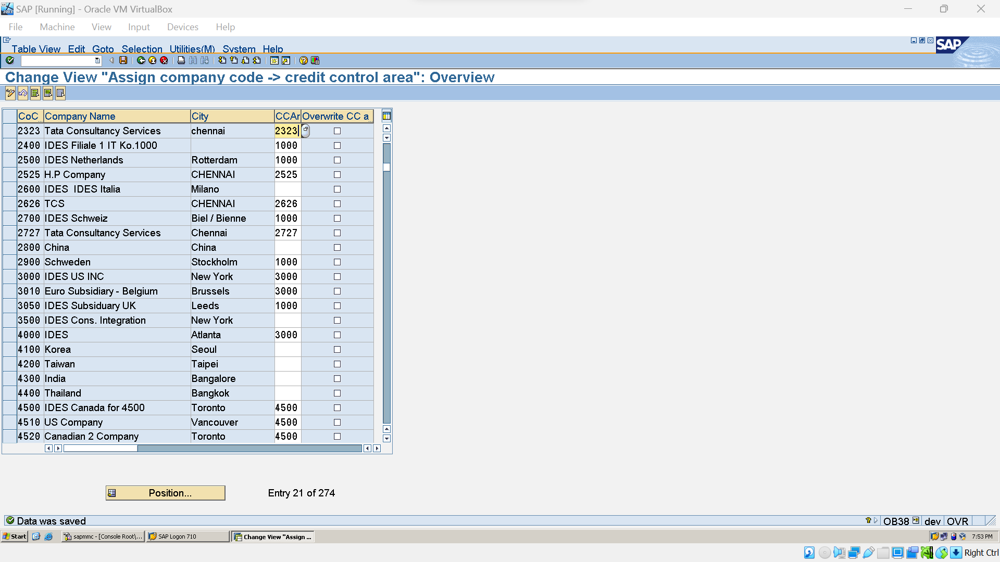 SAP [Running] - Oracle VM VirtualBox
File Machine View Input Devices Help
Table View Edit Goto Selection Utilities(M) System Help
SAP
Change View "Assign company code -> credit control area": Overview
CoC.. Company Name City CCAr Overwrite CC a..
2323 Tata Consultancy Services chennai 2323
2400 IDES Filiale 1 IT Ko.1000 1000
2500 IDES Netherlands Rotterdam 1000
2525 H.P Company CHENNAI 2525
2600 IDES IDES Italia Milano
2626 TCS CHENNAI 2626
2700 IDES Schweiz Biel / Bienne 1000
2727 Tata Consultancy Services Chennai 2727
2800 China China
2900 Schweden Stockholm 1000
3000 IDES US INC New York 3000
3010 Euro Subsidiary - Belgium Brussels 3000
3050 IDES Subsiduary UK Leeds 1000
3500 IDES Cons. Integration New York
4000 IDES Atlanta 3000
4100 Korea Seoul
4200 Taiwan Taipei
4300 India Bangalore
4400 Thailand Bangkok
4500 IDES Canada for 4500 Toronto 4500
4510 US Company Vancouver 4500
4520 Canadian 2 Company Toronto 4500
Position... Entry 21 of 274
Data was saved OB38 dev OVR
Start sapmmc - [Console Root\... SAP Logon 710 Change View "Assign ... 7:53 PM
Right Ctrl